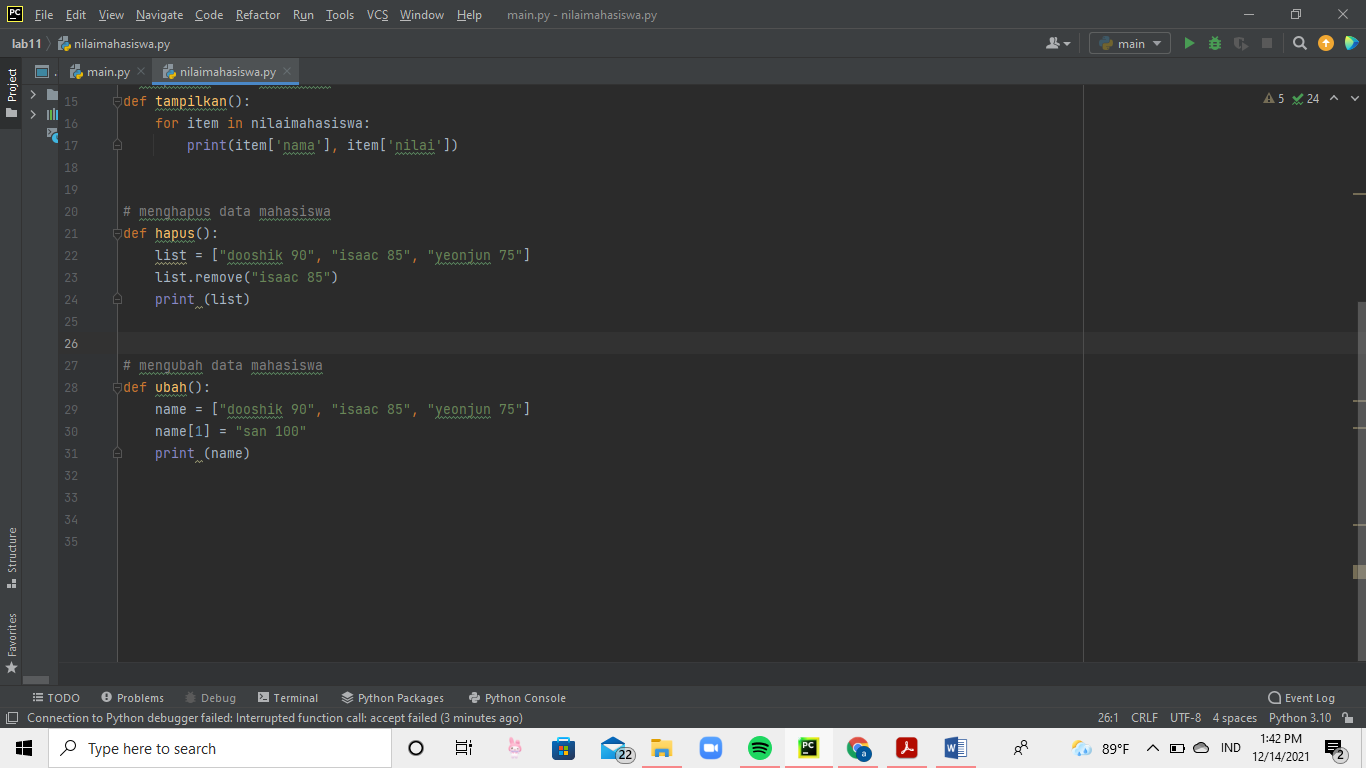 File Edit View Navigate Code Refactor Run Tools VCS Window Help main.py - nilaimahasiswa.py
lab11 nilaimahasiswa.py main
Project
main.py nilaimahasiswa.py
5 24
15 def tampilkan():
16 for item in nilaimahasiswa:
17 print(item['nama'], item['nilai'])
18
19
20 # menghapus data mahasiswa
21 def hapus():
22 list = ["dooshik 90", "isaac 85", "yeonjun 75"]
23 list.remove("isaac 85")
24 print (list)
25
26
27 # mengubah data mahasiswa
28 def ubah():
29 name = ["dooshik 90", "isaac 85", "yeonjun 75"]
30 name[1] = "san 100"
31 print (name)
32
33
34
35
Structure
Favorites
TODO Problems Debug Terminal Python Packages Python Console Event Log
Connection to Python debugger failed: Interrupted function call: accept failed (3 minutes ago) 26:1 CRLF UTF-8 4 spaces Python 3.10
Type here to search 22 89°F IND 1:42 PM
12/14/2021 2